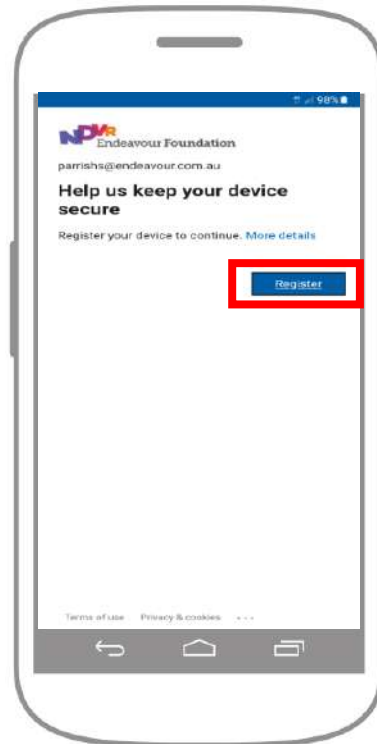 98%
NDVR
Endeavour Foundation
parrishs@endeavour.com.au
Help us keep your device
secure
Register your device to continue. More details
Register
Terms of use Privacy & cookies ...